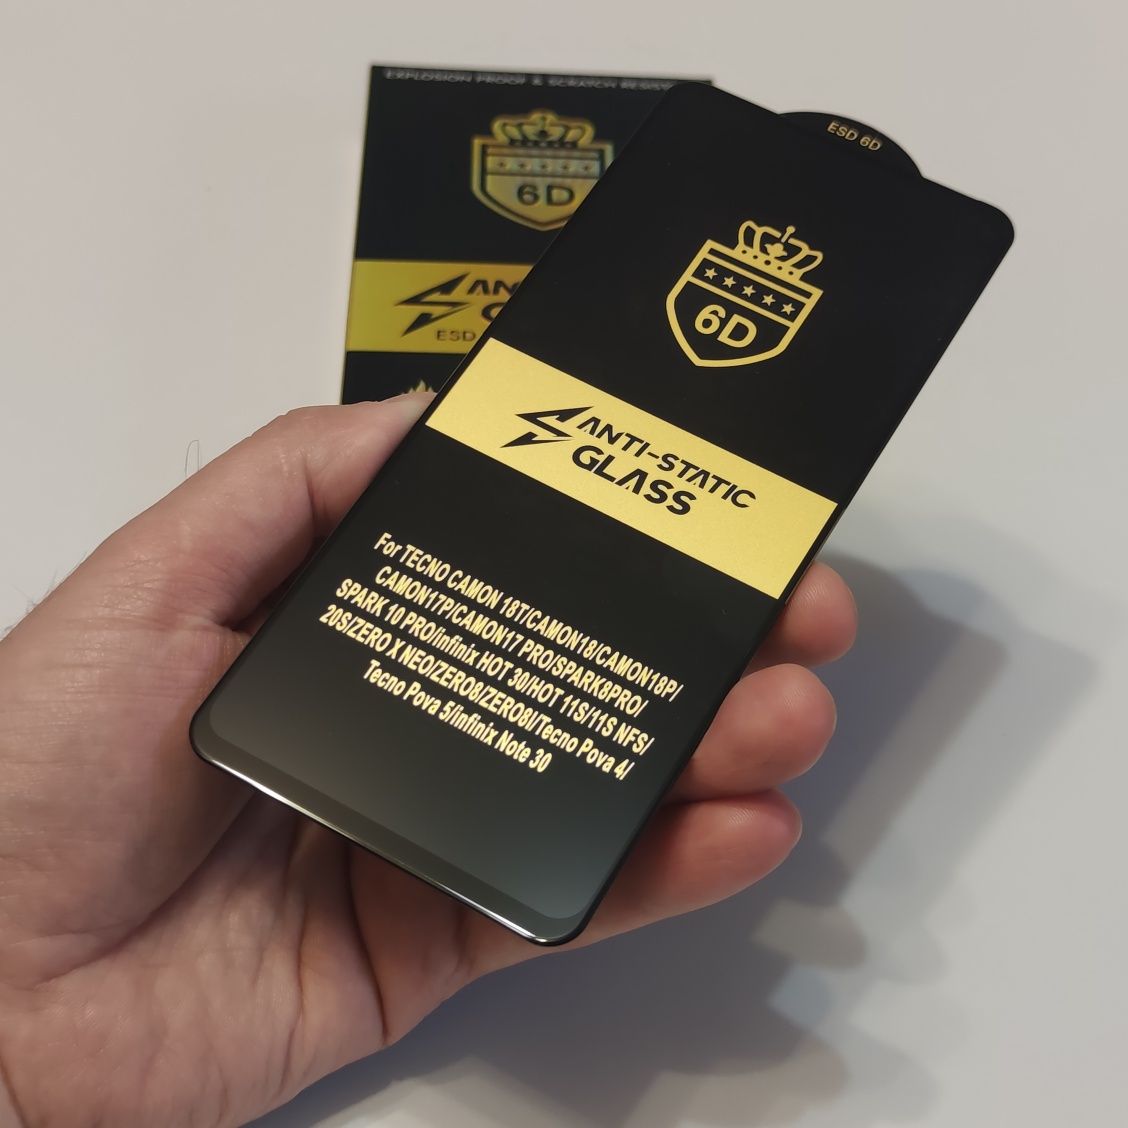 EXPLOSION PROOF & SCRATCH RESIST
6D
AN
G
ESD
ESD 6D
6D
ANTI-STATIC
GLASS
For TECNO CAMON 18T/CAMON18/CAMON18P/
CAMON17P/CAMON17 PRO/SPARK8PRO/
SPARK 10 PRO/infinix HOT 30/HOT 11S/11S NFS/
20S/ZERO X NEO/ZERO8/ZERO8I/Tecno Pova 4/
Tecno Pova 5/infinix Note 30